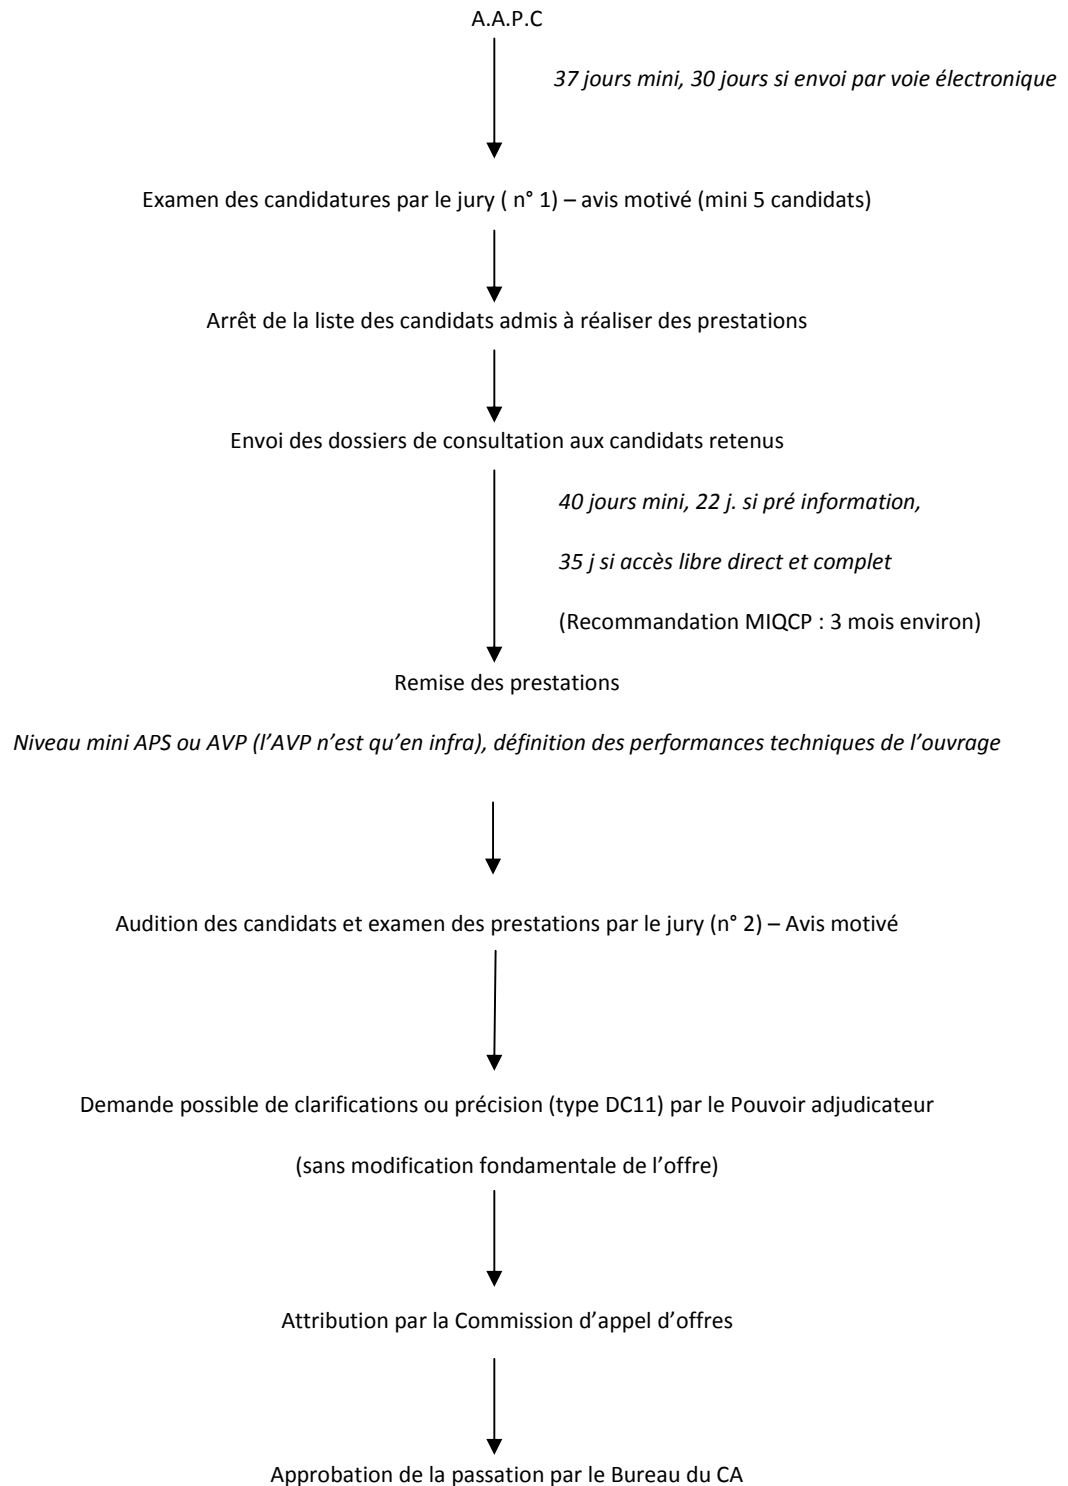 A.A.P.C
37 jours mini, 30 jours si envoi par voie électronique
Examen des candidatures par le jury ( n° 1) – avis motivé (mini 5 candidats)
Arrêt de la liste des candidats admis à réaliser des prestations
Envoi des dossiers de consultation aux candidats retenus
40 jours mini, 22 j. si pré information,
35 j si accès libre direct et complet
(Recommandation MIQCP : 3 mois environ)
Remise des prestations
Niveau mini APS ou AVP (l’AVP n’est qu’en infra), définition des performances techniques de l’ouvrage
Audition des candidats et examen des prestations par le jury (n° 2) – Avis motivé
Demande possible de clarifications ou précision (type DC11) par le Pouvoir adjudicateur
(sans modification fondamentale de l’offre)
Attribution par la Commission d’appel d’offres
Approbation de la passation par le Bureau du CA